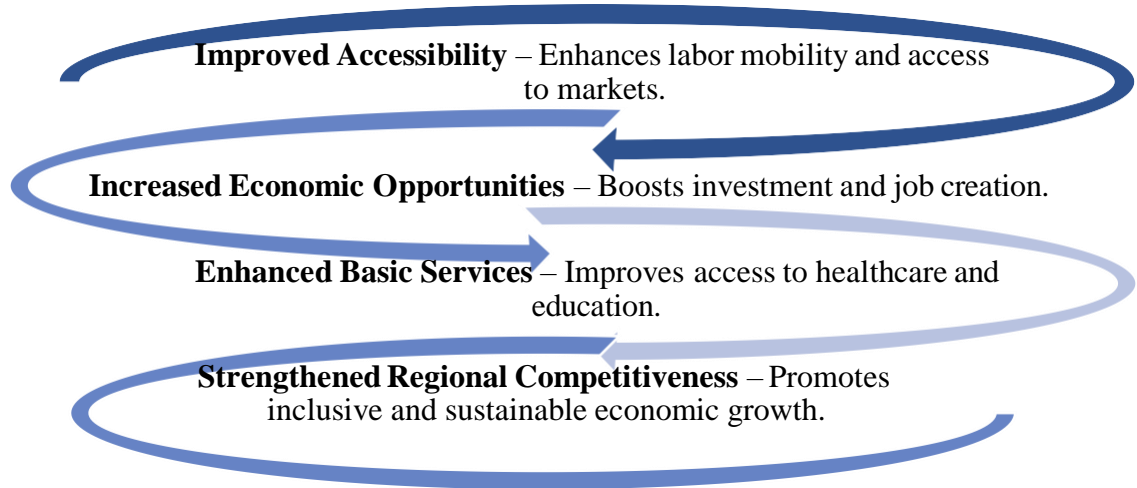 Improved Accessibility – Enhances labor mobility and access
to markets.
Increased Economic Opportunities – Boosts investment and job creation.
Enhanced Basic Services – Improves access to healthcare and
education.
Strengthened Regional Competitiveness – Promotes
inclusive and sustainable economic growth.